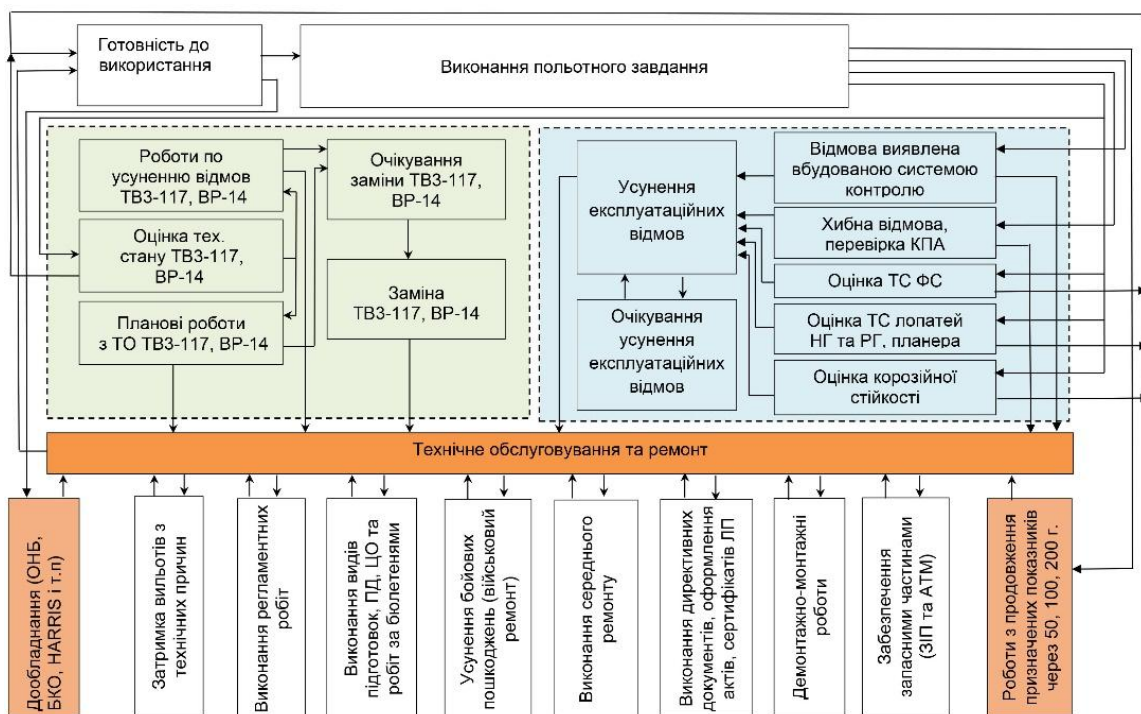 Готовність до
використання
Виконання польотного завдання
Роботи по
усуненню відмов
ТВ3-117, ВР-14
Оцінка тех.
стану ТВ3-117,
ВР-14
Планові роботи
з ТО ТВ3-117, ВР-14
Очікування
заміни ТВ3-117,
ВР-14
Заміна
ТВ3-117, ВР-14
Усунення
експлуатаційних
відмов
Очікування
усунення
експлуатаційних
відмов
Відмова виявлена
вбудованою системою
контролю
Хибна відмова,
перевірка КПА
Оцінка ТС ФС
Оцінка ТС лопатей
НГ та РГ, планера
Оцінка корозійної
стійкості
Технічне обслуговування та ремонт
Дообладнання (ОНБ,
БКО, HARRIS і т.п)
Затримка вильотів з
технічних причин
Виконання регламентних
робіт
Виконання видів
підготовок, ПД, ЦО та
робіт за бюлетенями
Усунення бойових
пошкоджень (військовий
ремонт)
Виконання середнього
ремонту
Виконання директивних
документів, оформлення
актів, сертифікатів ЛП
Демонтажно-монтажні
роботи
Забезпечення
запасними частинами
(ЗІП та АТМ)
Роботи з продовження
призначених показників
через 50, 100, 200 г.